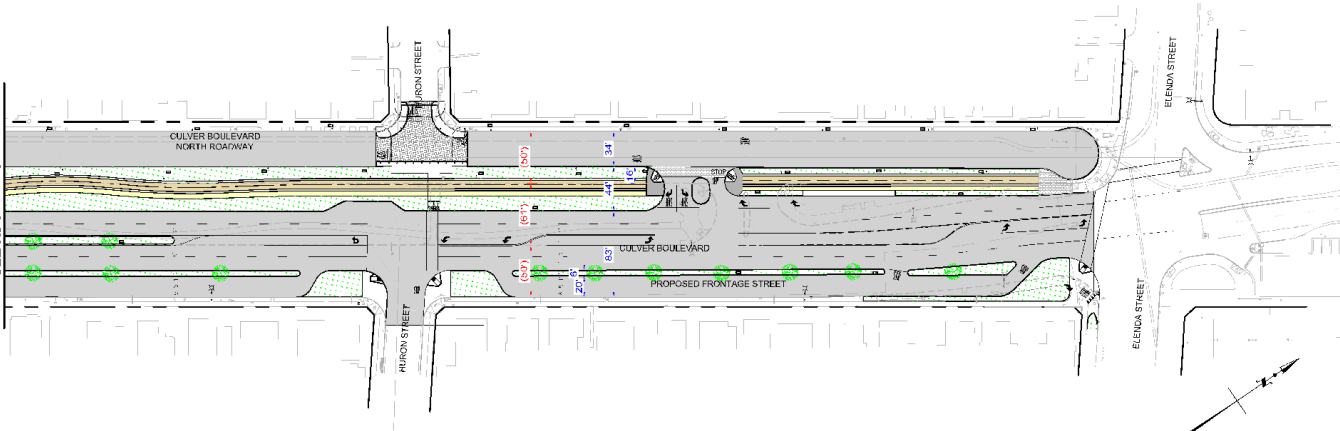 HURON STREET
ELENDA STREET
CULVER BOULEVARD
NORTH ROADWAY
(50')
34'
16'
STOP
44'
(61')
CULVER BOULEVARD
83'
(50')
6'
20'
PROPOSED FRONTAGE STREET
HURON STREET
ELENDA STREET